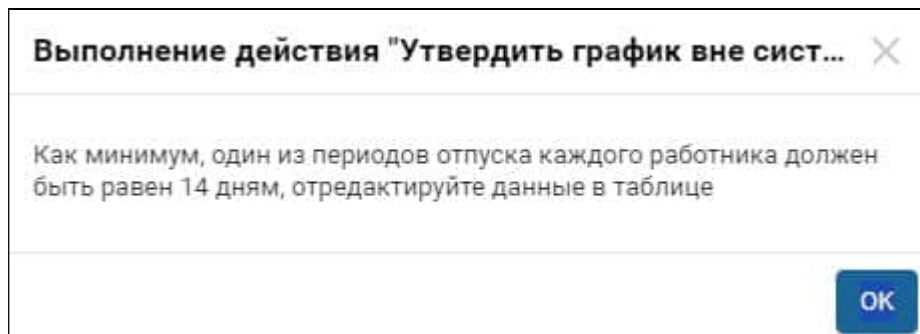 Выполнение действия "Утвердить график вне сист...
Как минимум, один из периодов отпуска каждого работника должен
быть равен 14 дням, отредактируйте данные в таблице
ОК